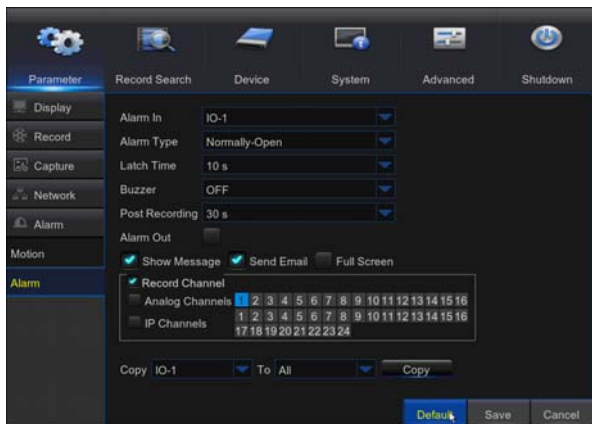 Parameter Record Search Device System Advanced Shutdown
Display
Record
Capture
Network
Alarm
Motion
Alarm
Alarm In IO-1
Alarm Type Normally-Open
Latch Time 10 s
Buzzer OFF
Post Recording 30 s
Alarm Out
Show Message Send Email Full Screen
Record Channel
Analog Channels 1 2 3 4 5 6 7 8 9 10 11 12 13 14 15 16
IP Channels 1 2 3 4 5 6 7 8 9 10 11 12 13 14 15 16
17 18 19 20 21 22 23 24
Copy IO-1 To All Copy
Default Save Cancel